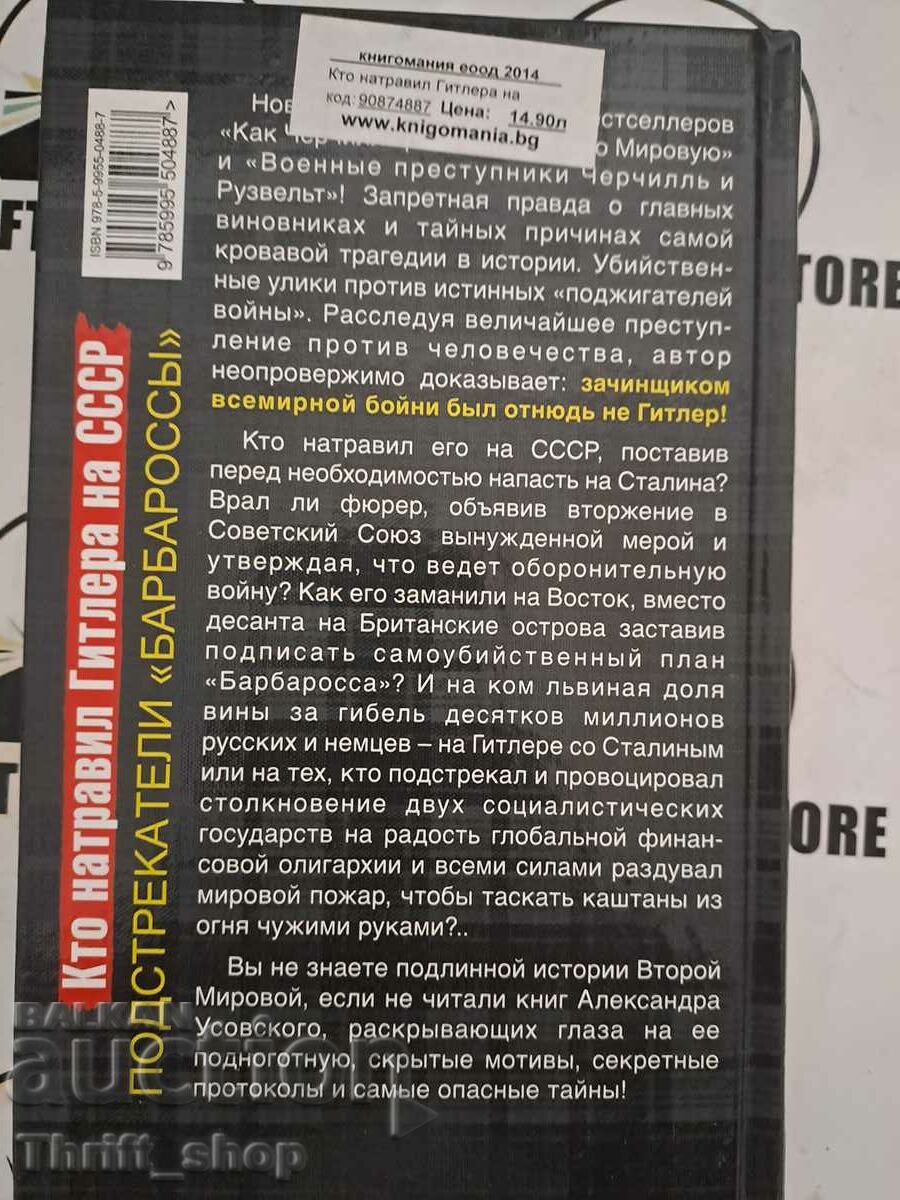 книгомания еоод 2014
Кто натравил Гитлера на
код: 90874887 Цена: 14.90л
www.knigomania.bg
ISBN 978-5-9955-0488-7
9 785995 504887 >
Кто натравил Гитлера на СССР
ПОДСТРЕКАТЕЛИ «БАРБАРОССЫ»
Нов
стселлеров
«Как Черчи
ю Мировую»
и «Военные преступники Черчилль и
Рузвельт»! Запретная правда о главных
виновниках и тайных причинах самой
кровавой трагедии в истории. Убийствен-
ные улики против истинных «поджигателей
войны». Расследуя величайшее преступ-
ление против человечества, автор
неопровержимо доказывает: зачинщиком
всемирной бойни был отнюдь не Гитлер!
Кто натравил его на СССР, поставив
перед необходимостью напасть на Сталина?
Врал ли фюрер, объявив вторжение в
Советский Союз вынужденной мерой и
утверждая, что ведет оборонительную
войну? Как его заманили на Восток, вместо
десанта на Британские острова заставив
подписать самоубийственный план
«Барбаросса»? И на ком львиная доля
вины за гибель десятков миллионов
русских и немцев – на Гитлере со Сталиным
или на тех, кто подстрекал и провоцировал
столкновение двух социалистических
государств на радость глобальной финан-
совой олигархии и всеми силами раздувал
мировой пожар, чтобы таскать каштаны из
огня чужими руками?..
Вы не знаете подлинной истории Второй
Мировой, если не читали книг Александра
Усовского, раскрывающих глаза на ее
подноготную, скрытые мотивы, секретные
протоколы и самые опасные тайны!
TORE
ORE
FT
BALKAN
auction
Thrift_shop